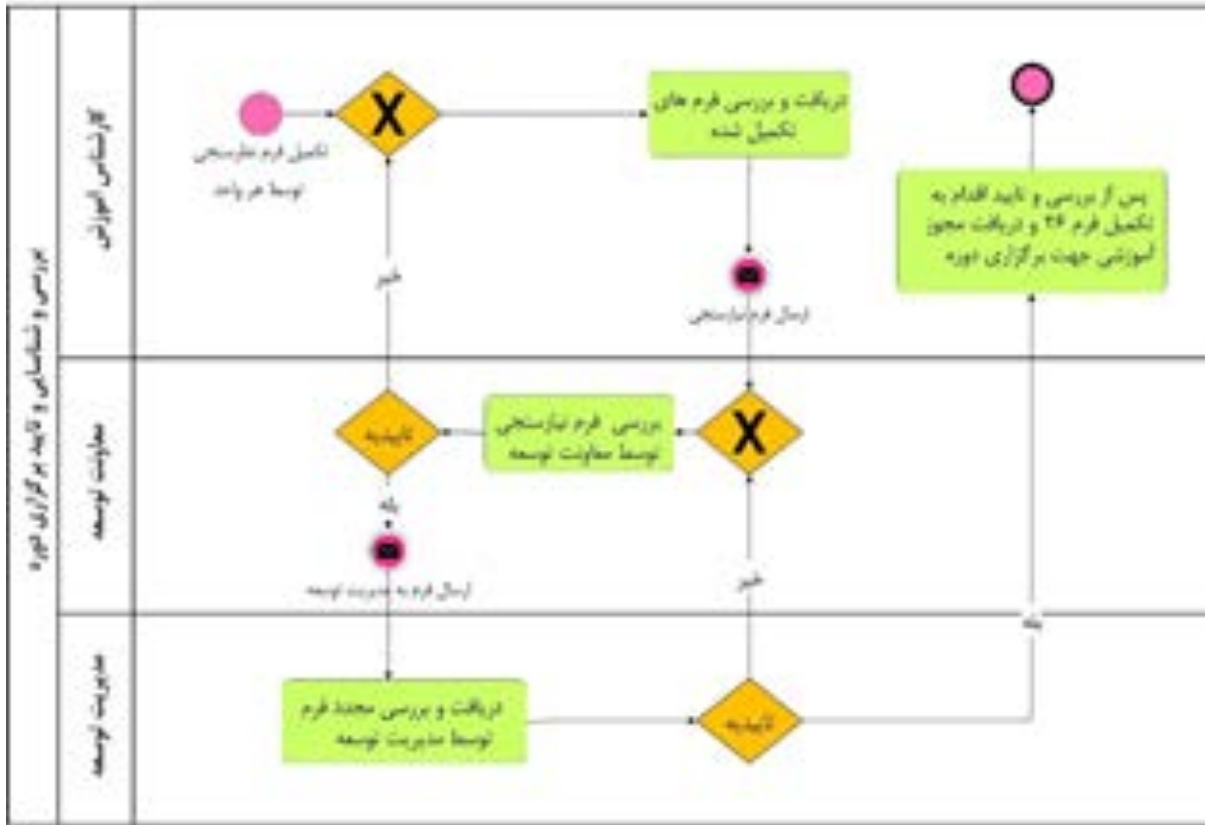 بررسی و شناسایی و تایید برگزاری دوره
کارشناس آموزش
تکمیل فرم نیازسنجی
توسط هر واحد
X
دریافت و بررسی فرم های
تکمیل شده
ارسال فرم نیازسنجی
پس از بررسی و تایید اقدام به
تکمیل فرم ۲۶ و دریافت مجوز
آموزشی جهت برگزاری دوره
خیر
معاونت توسعه
X
بررسی فرم نیازسنجی
توسط معاونت توسعه
تاییدیه
بله
ارسال فرم به مدیریت توسعه
خیر
بله
مدیریت توسعه
دریافت و بررسی مجدد فرم
توسط مدیریت توسعه
تاییدیه